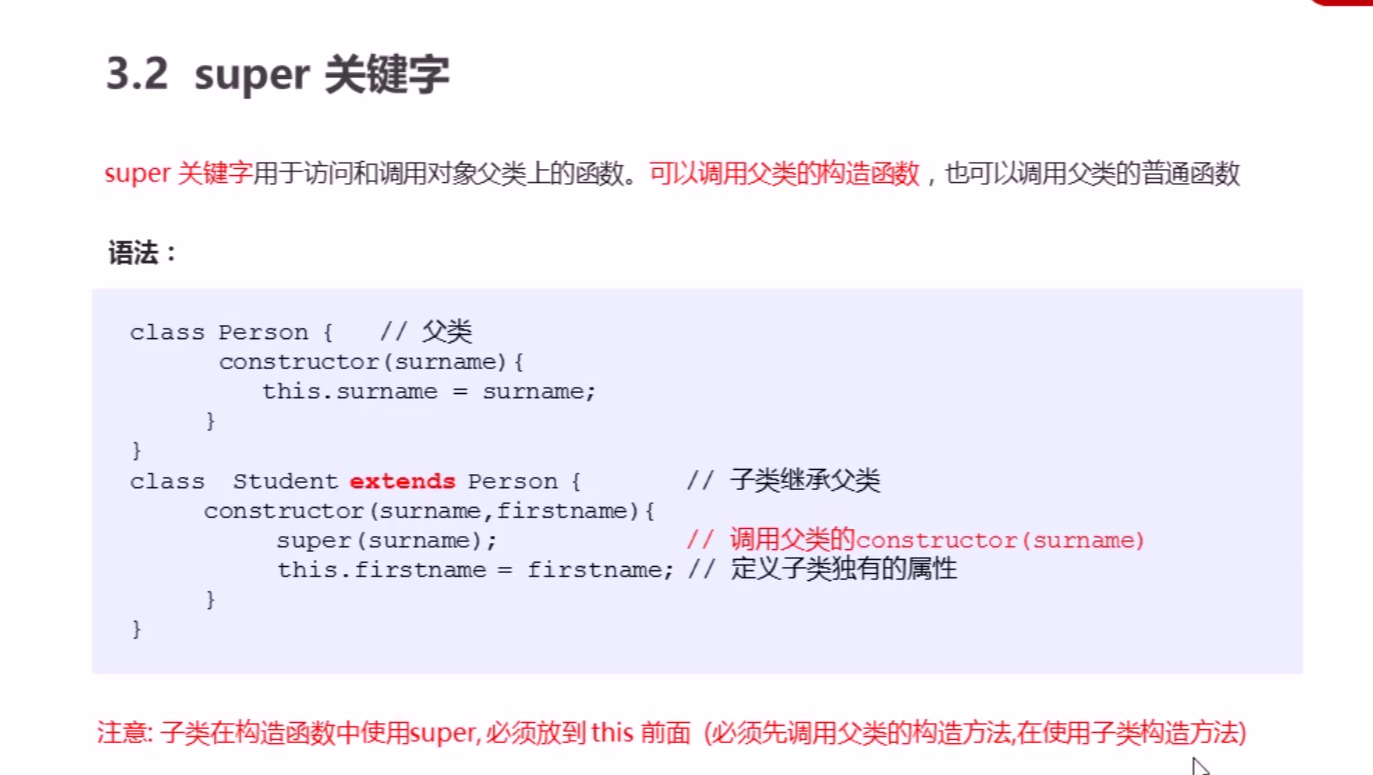 3.2 super 关键字
super 关键字用于访问和调用对象父类上的函数。可以调用父类的构造函数，也可以调用父类的普通函数
语法：
class Person {   // 父类
      constructor(surname){
         this.surname = surname;
     }
}
class  Student extends Person {       // 子类继承父类
     constructor(surname,firstname){
          super(surname);             // 调用父类的constructor(surname)
          this.firstname = firstname; // 定义子类独有的属性
     }
}
注意: 子类在构造函数中使用super, 必须放到 this 前面 (必须先调用父类的构造方法,在使用子类构造方法)